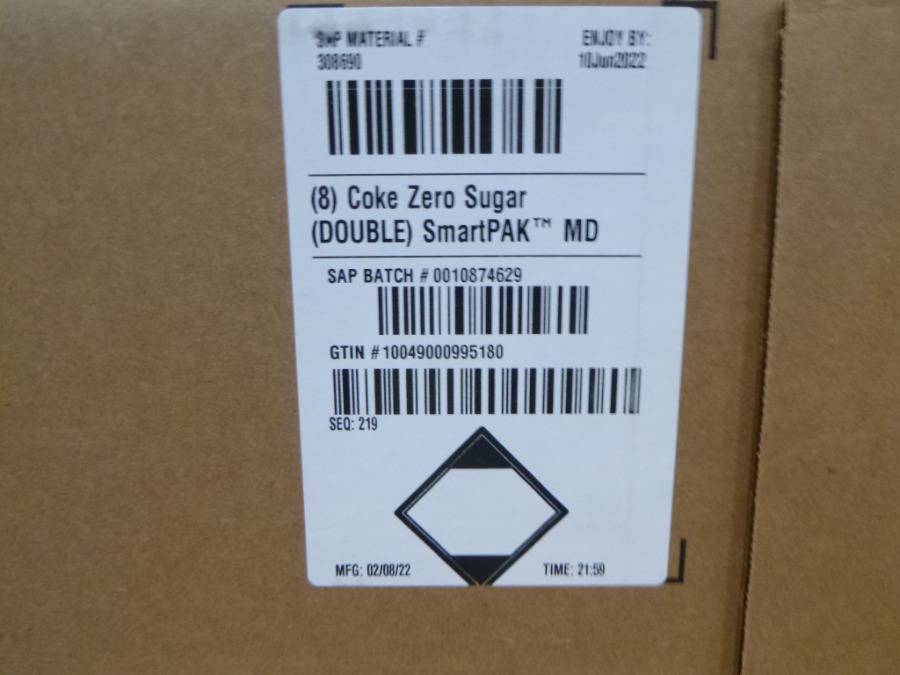 SAP MATERIAL #
308690
ENJOY BY:
10Jun2022
(8) Coke Zero Sugar
(DOUBLE) SmartPAK™ MD
SAP BATCH # 0010874629
GTIN # 10049000995180
SEQ: 219
MFG: 02/08/22
TIME: 21:59